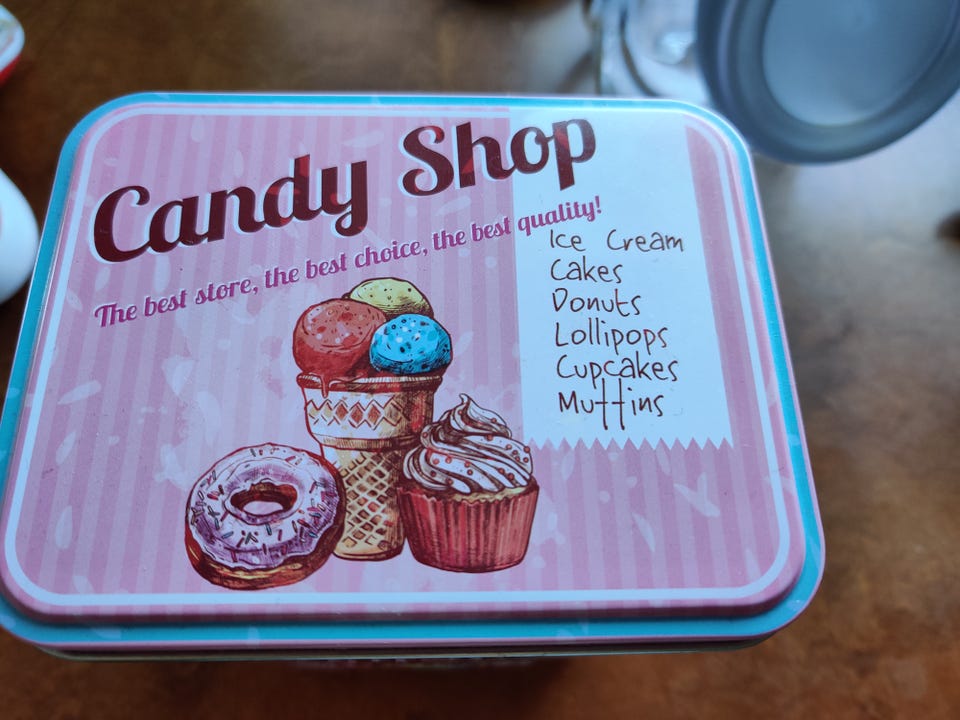 Candy Shop
The best store, the best choice, the best quality!
Ice Cream
Cakes
Donuts
Lollipops
Cupcakes
Muffins